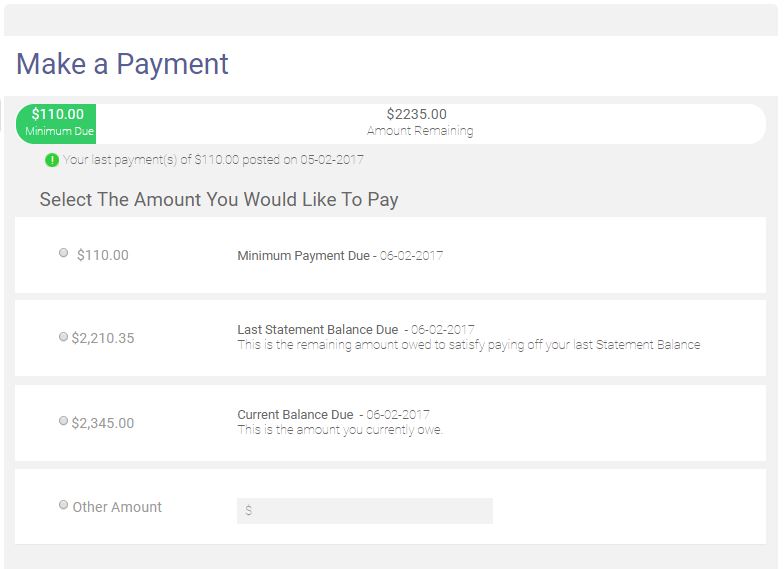 Make a Payment
$110.00
Minimum Due
$2235.00
Amount Remaining
! Your last payment(s) of $110.00 posted on 05-02-2017
Select The Amount You Would Like To Pay
$110.00
Minimum Payment Due - 06-02-2017
$2,210.35
Last Statement Balance Due - 06-02-2017
This is the remaining amount owed to satisfy paying off your last Statement Balance
$2,345.00
Current Balance Due - 06-02-2017
This is the amount you currently owe.
Other Amount
$